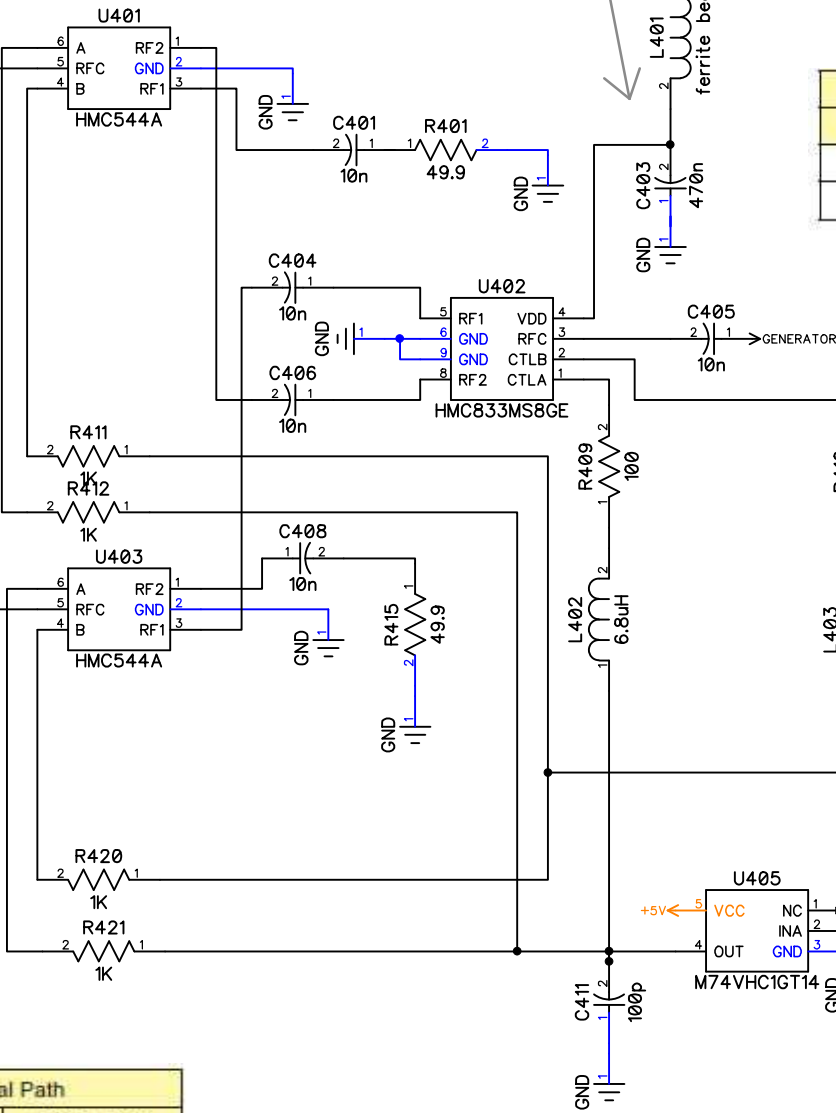 U401
6 A RF2 1
5 RFC GND 2
4 B RF1 3
HMC544A
GND 1
C401
2 1
10n
R401
1 2
49.9
GND 1
L401
2
C403
2
1
470n
GND 1
C404
2 1
10n
U402
5 RF1 VDD 4
6 GND RFC 3
9 GND CTLB 2
8 RF2 CTLA 1
HMC833MS8GE
GND 1
C405
2 1
10n
GENERATOR
C406
2 1
10n
R411
2 1
1K
R412
2 1
1K
R409
2
1
100
U403
6 A RF2 1
5 RFC GND 2
4 B RF1 3
HMC544A
GND 1
C408
1 2
10n
R415
1
2
49.9
GND 1
L402
2
1
6.8uH
L403
R420
2 1
1K
R421
2 1
1K
U405
+5V 5 VCC NC 1
INA 2
4 OUT GND 3
M74VHC1GT14
GND
C411
2
1
100p
GND 1
al Path